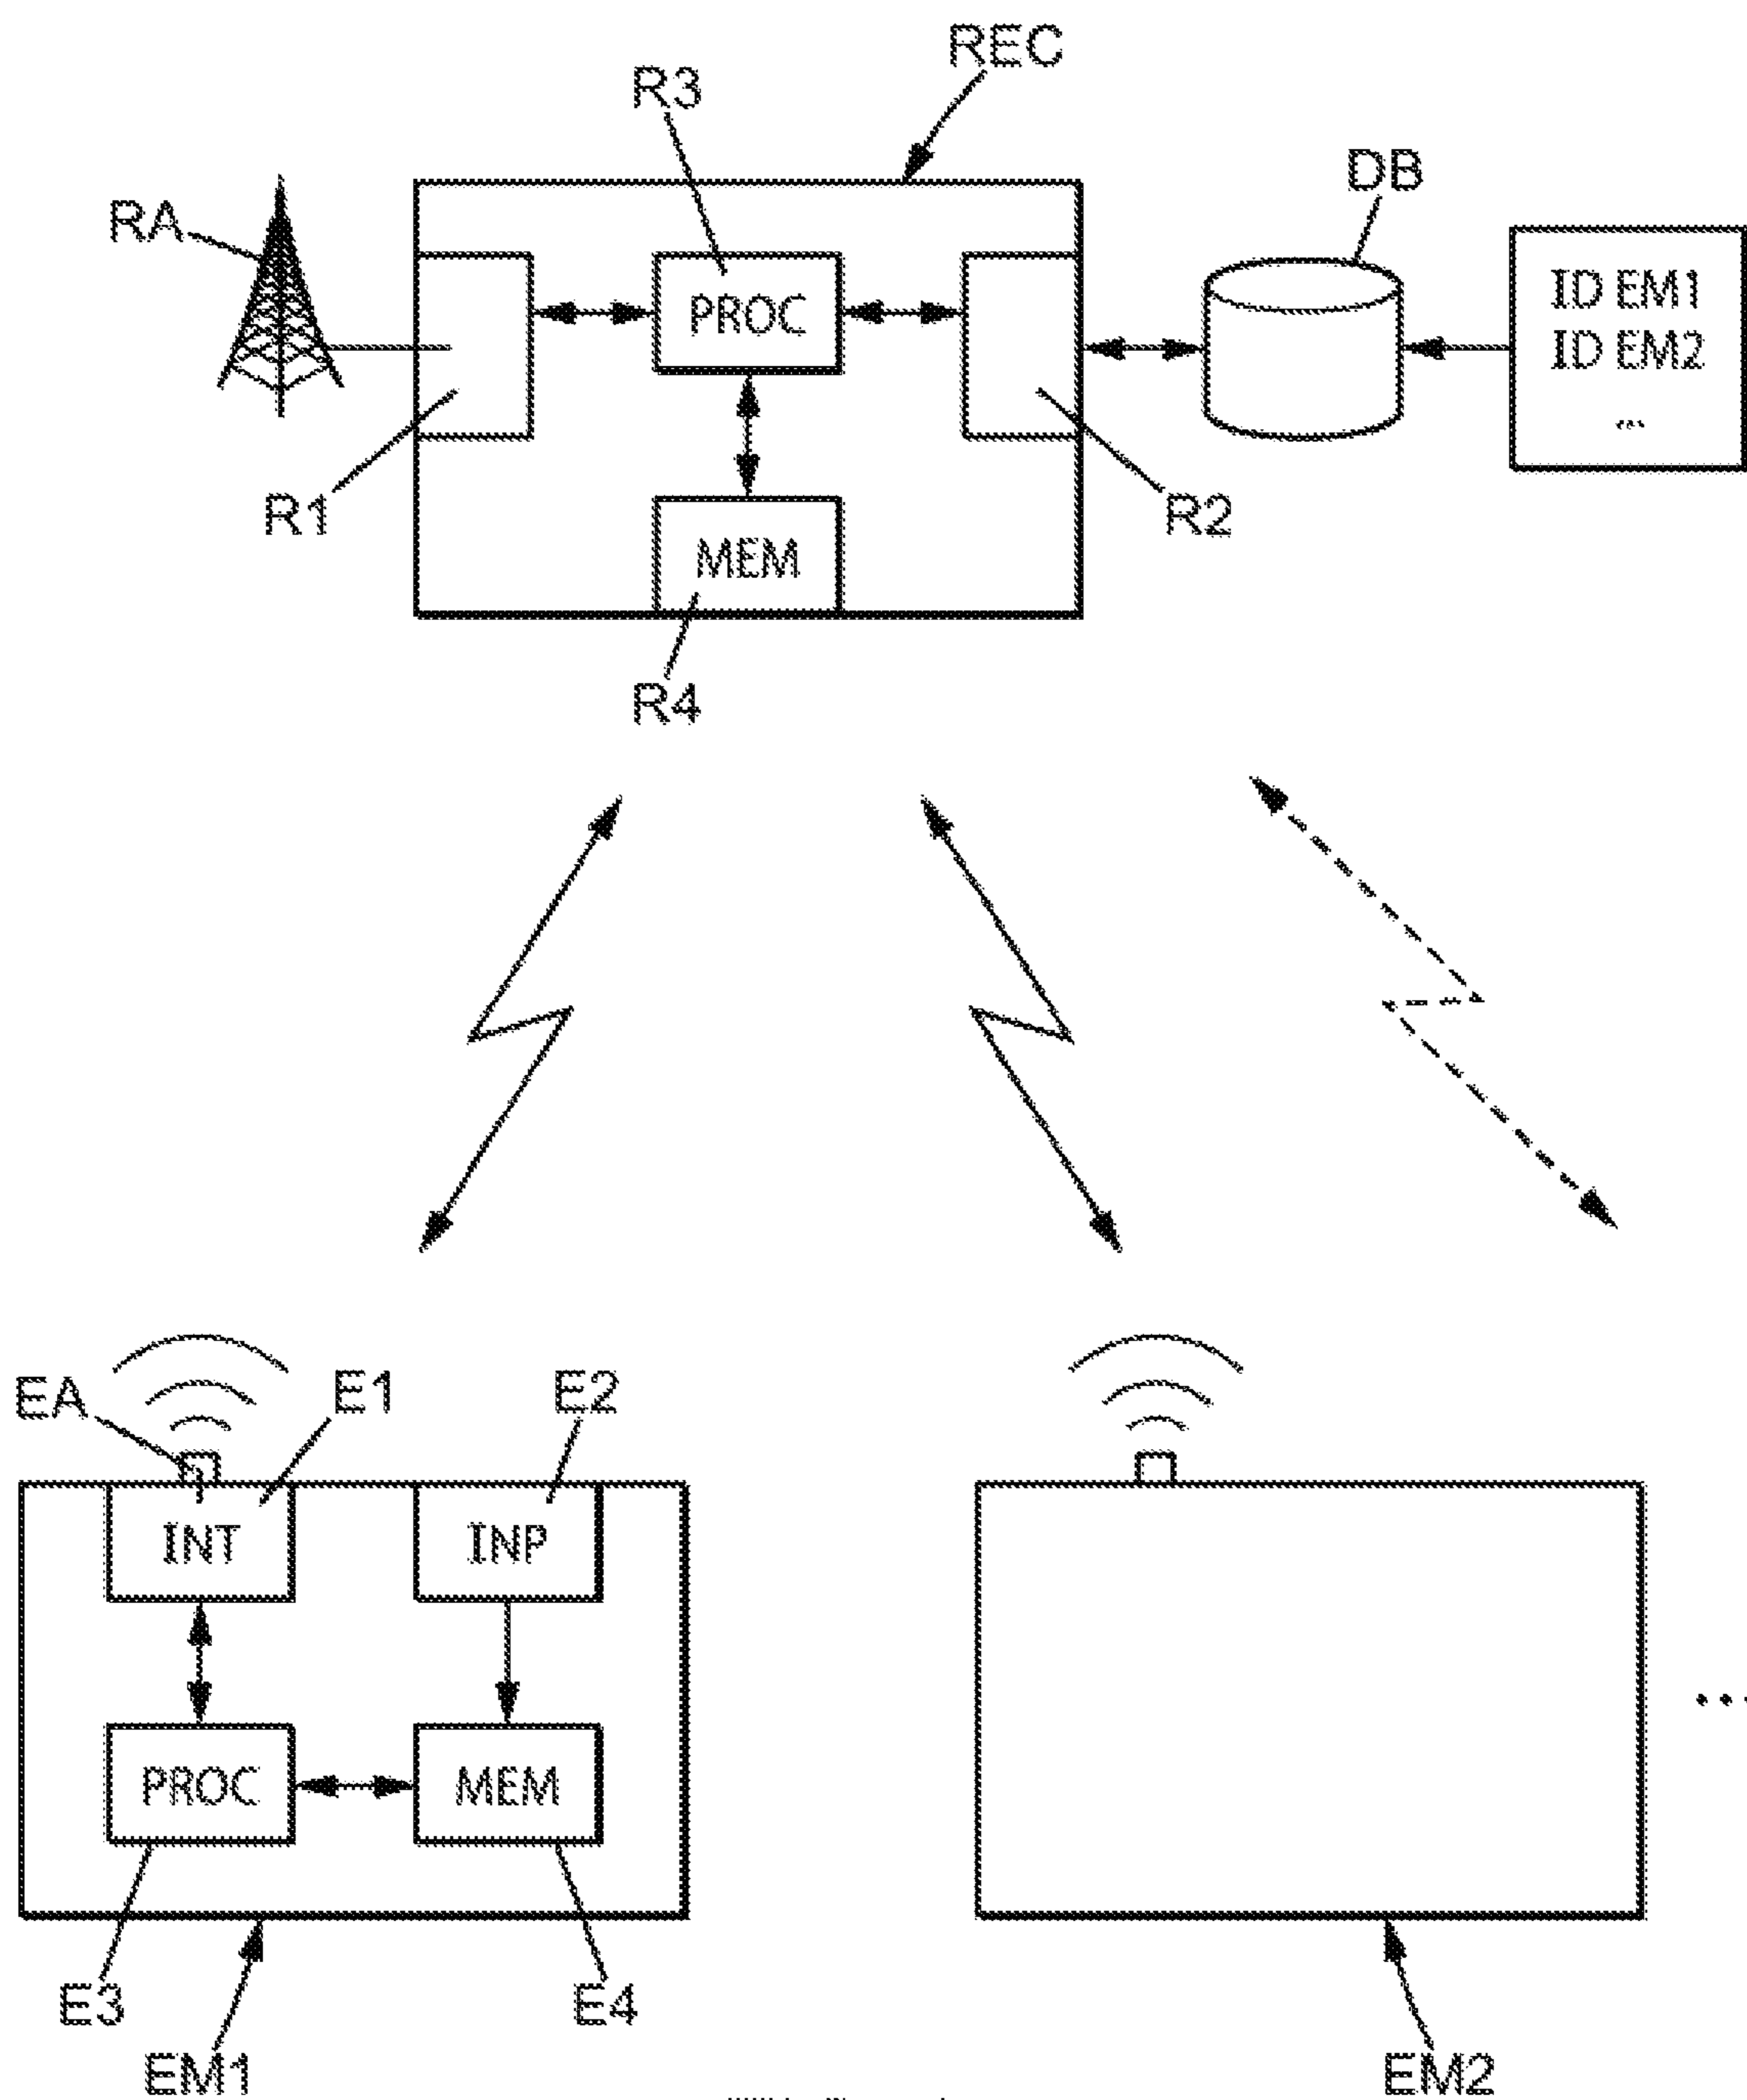 REC
R3
DB
RA
PROC
ID EM1
ID EM2
...
R1
R2
MEM
R4
EA
E1
E2
INT
INP
PROC
MEM
...
E3
E4
EM1
EM2